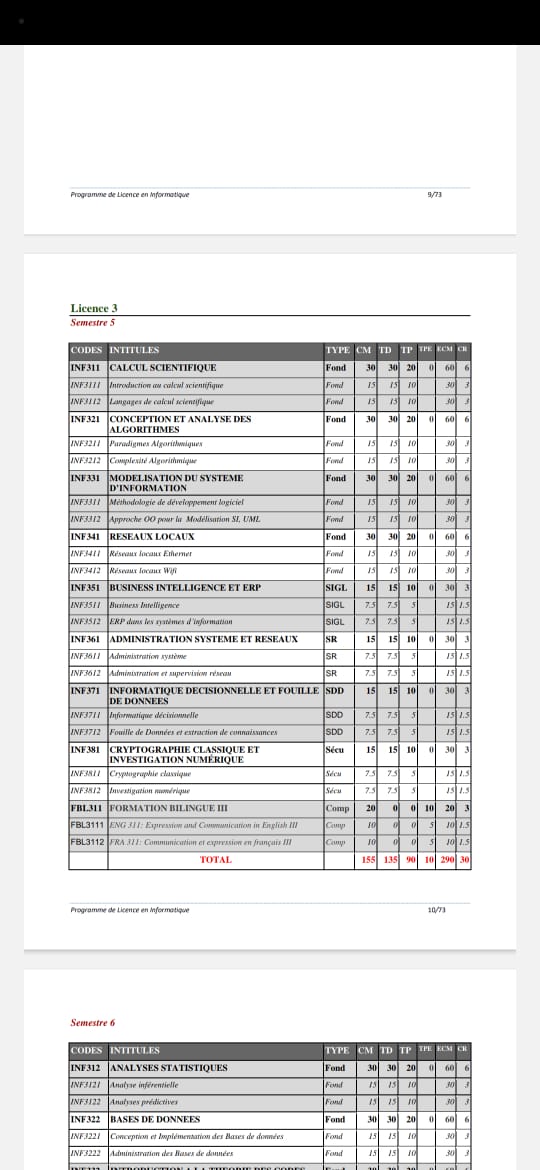 Programme de Licence en Informatique 9/73
Licence 3
Semestre 5
CODES INTITULES TYPE CM TD TP TPE ECM CR
INF311 CALCUL SCIENTIFIQUE Fond 30 30 20 0 60 6
INF3111 Introduction au calcul scientifique Fond 15 15 10 30 3
INF3112 Langages de calcul scientifique Fond 15 15 10 30 3
INF321 CONCEPTION ET ANALYSE DES Fond 30 30 20 0 60 6
ALGORITHMES
INF3211 Paradigmes Algorithmiques Fond 15 15 10 30 3
INF3212 Complexité Algorithmique Fond 15 15 10 30 3
INF331 MODELISATION DU SYSTEME Fond 30 30 20 0 60 6
D'INFORMATION
INF3311 Méthodologie de développement logiciel Fond 15 15 10 30 3
INF3312 Approche OO pour la Modélisation SI, UML Fond 15 15 10 30 3
INF341 RESEAUX LOCAUX Fond 30 30 20 0 60 6
INF3411 Réseaux locaux Ethernet Fond 15 15 10 30 3
INF3412 Réseaux locaux Wifi Fond 15 15 10 30 3
INF351 BUSINESS INTELLIGENCE ET ERP SIGL 15 15 10 0 30 3
INF3511 Business Intelligence SIGL 7.5 7.5 5 15 1.5
INF3512 ERP dans les systèmes d'information SIGL 7.5 7.5 5 15 1.5
INF361 ADMINISTRATION SYSTEME ET RESEAUX SR 15 15 10 0 30 3
INF3611 Administration système SR 7.5 7.5 5 15 1.5
INF3612 Administration et supervision réseau SR 7.5 7.5 5 15 1.5
INF371 INFORMATIQUE DECISIONNELLE ET FOUILLE SDD 15 15 10 0 30 3
DE DONNEES
INF3711 Informatique décisionnelle SDD 7.5 7.5 5 15 1.5
INF3712 Fouille de Données et extraction de connaissances SDD 7.5 7.5 5 15 1.5
INF381 CRYPTOGRAPHIE CLASSIQUE ET Sécu 15 15 10 0 30 3
INVESTIGATION NUMÉRIQUE
INF3811 Cryptographie classique Sécu 7.5 7.5 5 15 1.5
INF3812 Investigation numérique Sécu 7.5 7.5 5 15 1.5
FBL311 FORMATION BILINGUE III Comp 20 0 0 10 20 3
FBL3111 ENG 311: Expression and Communication in English III Comp 10 0 0 5 10 1.5
FBL3112 FRA 311: Communication et expression en français III Comp 10 0 0 5 10 1.5
TOTAL 155 135 90 10 290 30
Programme de Licence en Informatique 10/73
Semestre 6
CODES INTITULES TYPE CM TD TP TPE ECM CR
INF312 ANALYSES STATISTIQUES Fond 30 30 20 0 60 6
INF3121 Analyse inférentielle Fond 15 15 10 30 3
INF3122 Analyses prédictives Fond 15 15 10 30 3
INF322 BASES DE DONNEES Fond 30 30 20 0 60 6
INF3221 Conception et Implémentation des Bases de données Fond 15 15 10 30 3
INF3222 Administration des Bases de données Fond 15 15 10 30 3